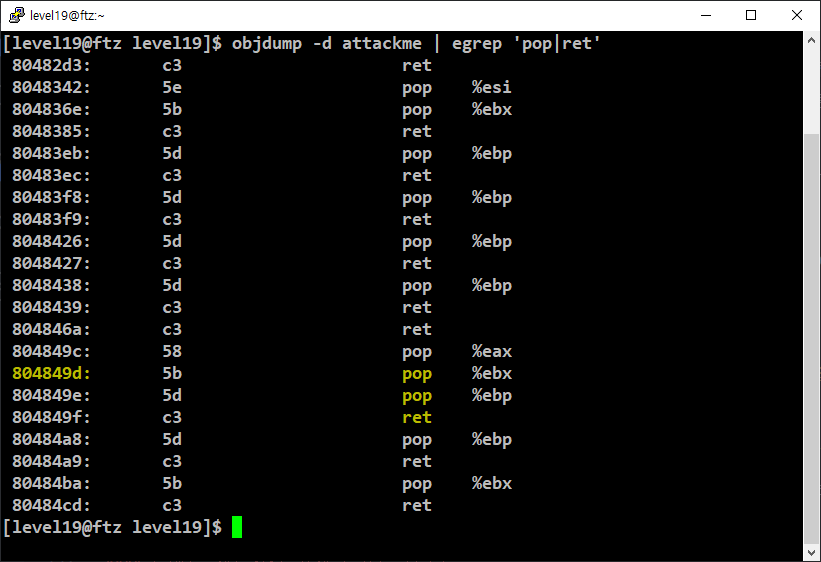 level19@ftz:~
[level19@ftz level19]$ objdump -d attackme | egrep 'pop|ret'
80482d3: c3 ret
8048342: 5e pop %esi
804836e: 5b pop %ebx
8048385: c3 ret
80483eb: 5d pop %ebp
80483ec: c3 ret
80483f8: 5d pop %ebp
80483f9: c3 ret
8048426: 5d pop %ebp
8048427: c3 ret
8048438: 5d pop %ebp
8048439: c3 ret
804846a: c3 ret
804849c: 58 pop %eax
804849d: 5b pop %ebx
804849e: 5d pop %ebp
804849f: c3 ret
80484a8: 5d pop %ebp
80484a9: c3 ret
80484ba: 5b pop %ebx
80484cd: c3 ret
[level19@ftz level19]$